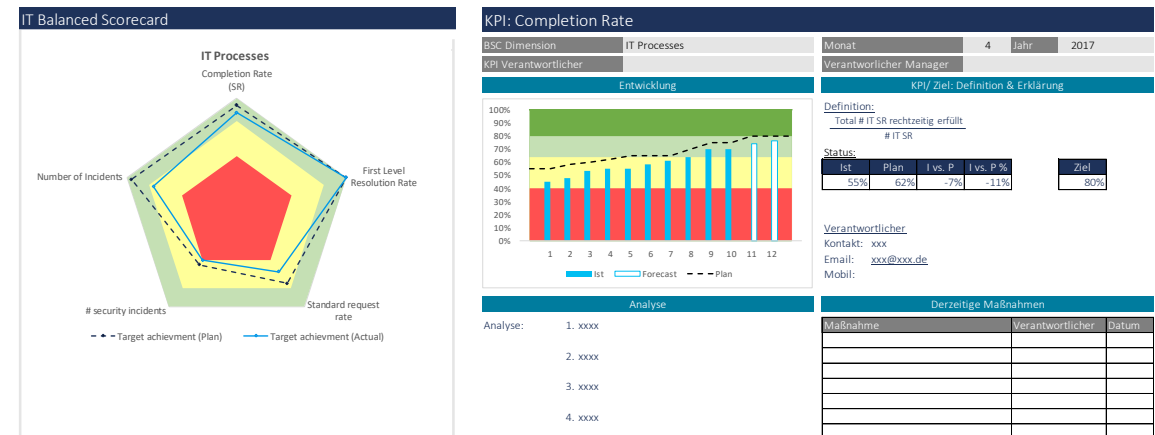 IT Balanced Scorecard
IT Processes
Completion Rate
(SR)
Number of Incidents
First Level
Resolution Rate
# security incidents
Standard request
rate
Target achievment (Plan)
Target achievment (Actual)
KPI: Completion Rate
BSC Dimension
IT Processes
Monat
4
Jahr
2017
KPI Verantwortlicher
Verantworlicher Manager
Entwicklung
KPI/ Ziel: Definition & Erklärung
100%
90%
80%
70%
60%
50%
40%
30%
20%
10%
0%
1 2 3 4 5 6 7 8 9 10 11 12
Ist
Forecast
Plan
Definition:
Total # IT SR rechtzeitig erfüllt
# IT SR
Status:
Ist Plan I vs. P I vs. P % Ziel
55% 62% -7% -11% 80%
Verantwortlicher
Kontakt: xxx
Email: xxx@xxx.de
Mobil:
Analyse
Analyse: 1. xxxx
2. xxxx
3. xxxx
4. xxxx
Derzeitige Maßnahmen
Maßnahme Verantwortlicher Datum